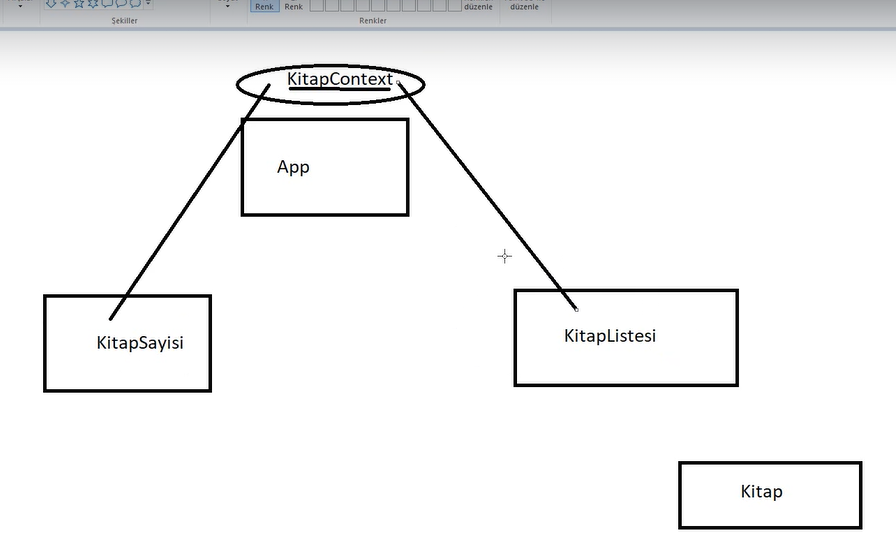 Renk
Renk
düzenle
düzenle
Şekiller
Renkler
KitapContext
App
KitapSayisi
KitapListesi
Kitap